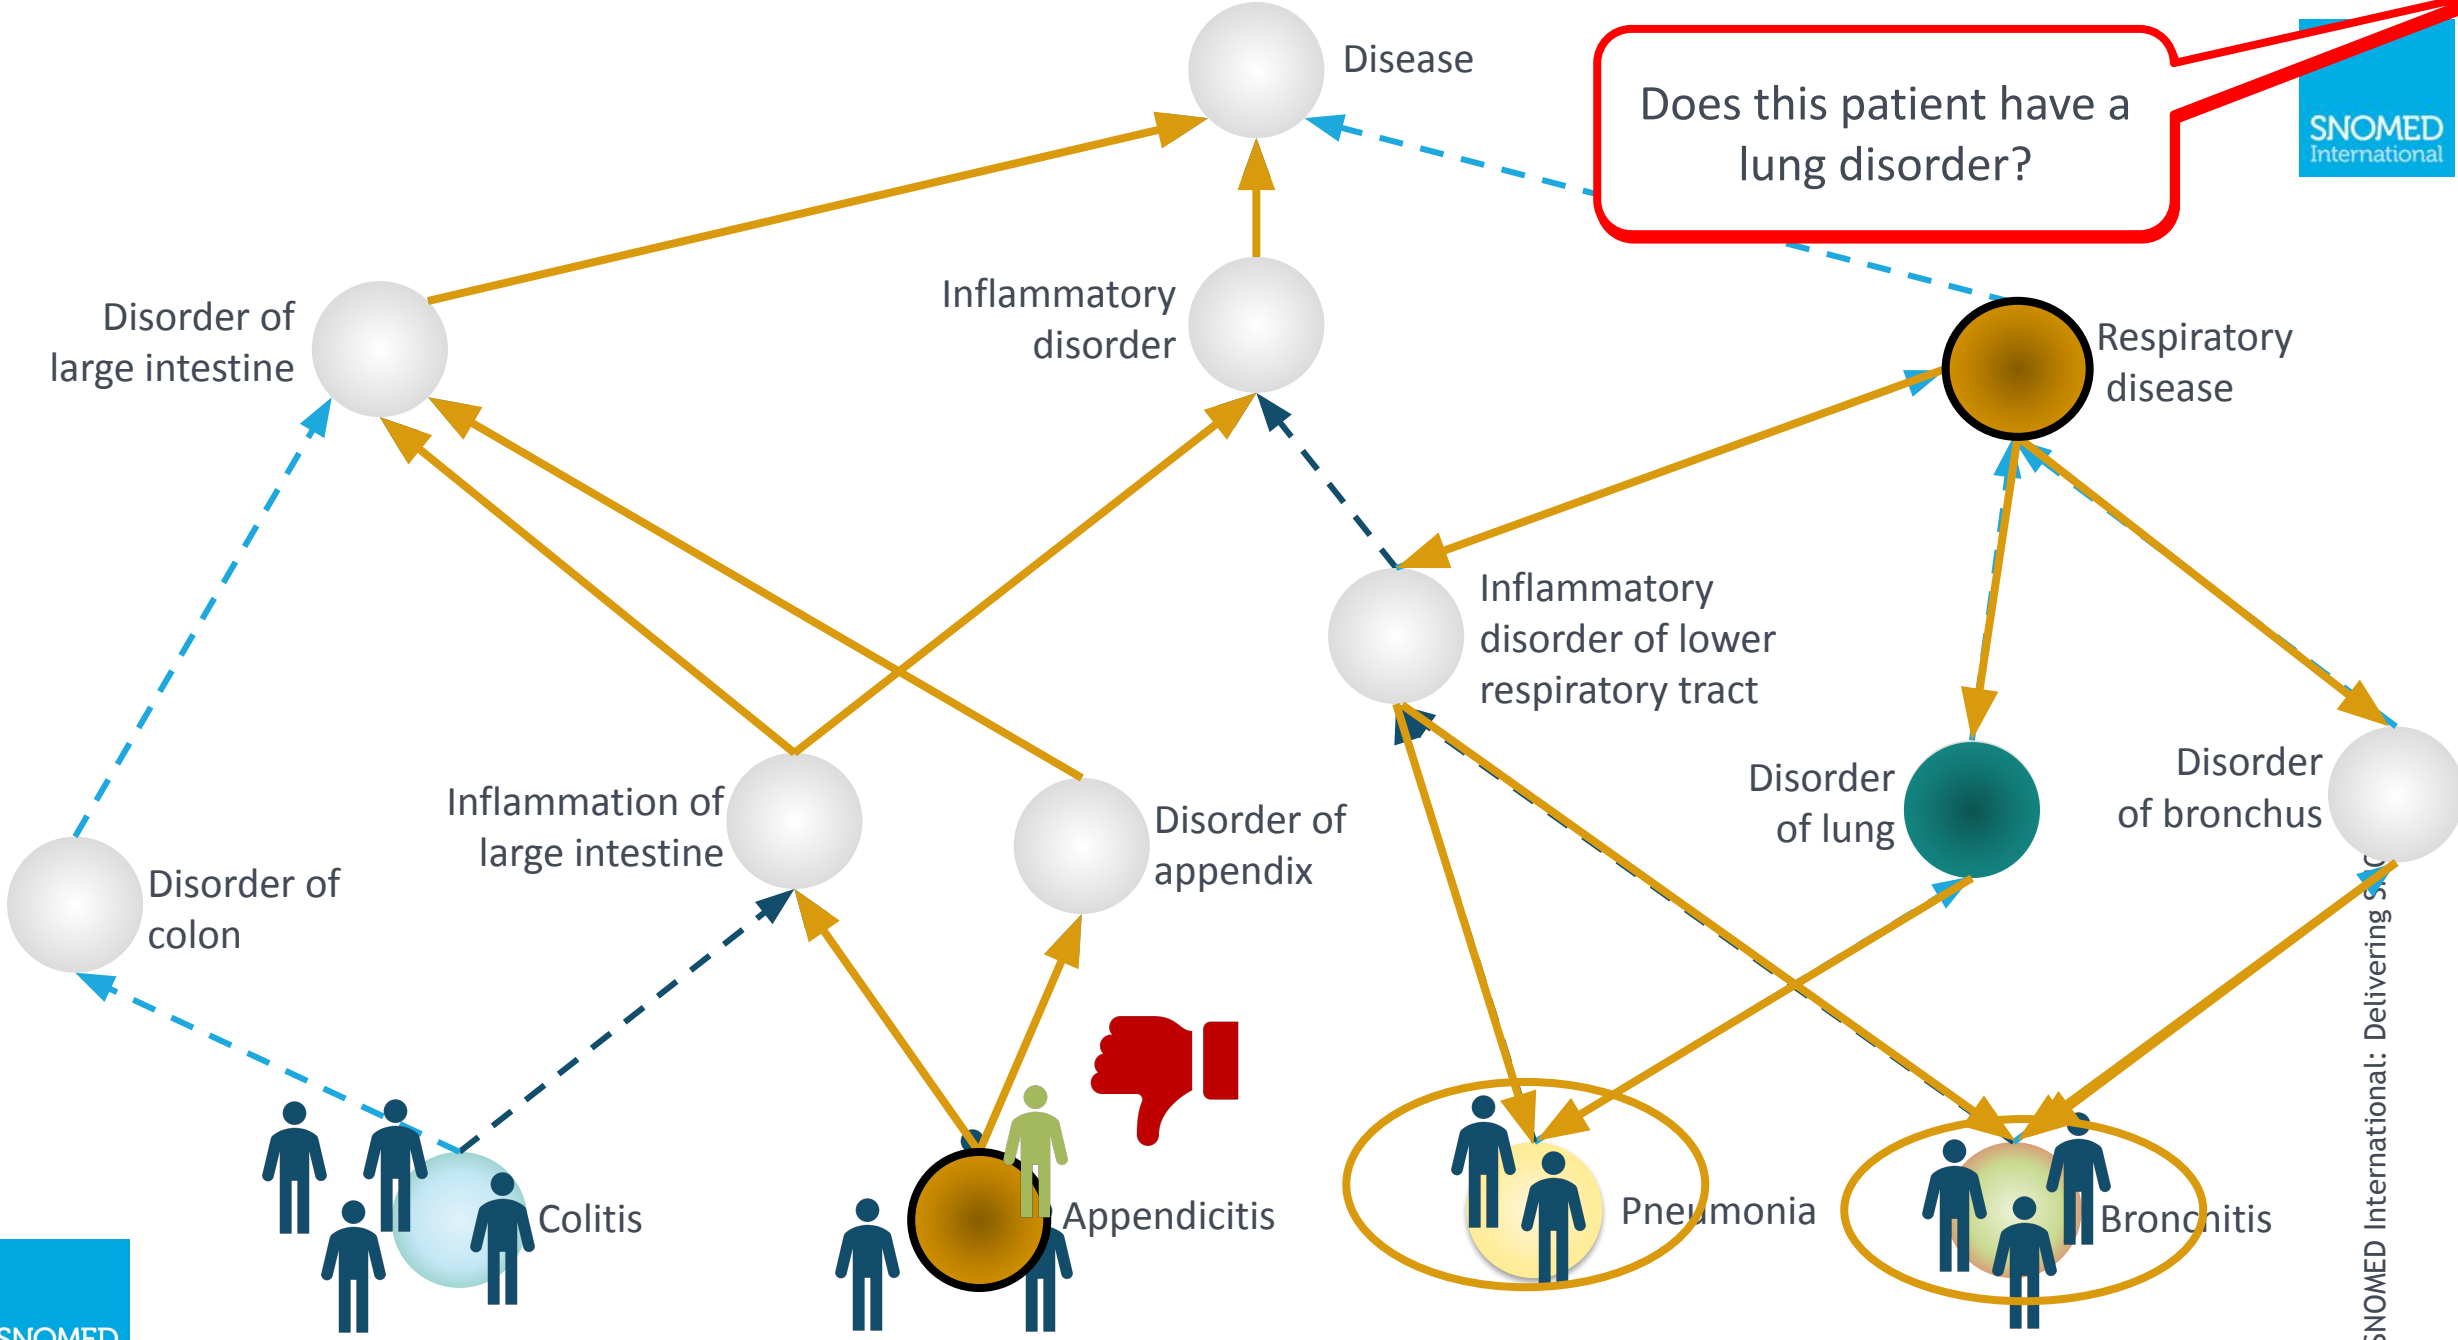 Disease
Does this patient have a
lung disorder?
SNOMED
International
Disorder of
large intestine
Inflammatory
disorder
Respiratory
disease
Inflammatory
disorder of lower
respiratory tract
Inflammation of
large intestine
Disorder of
appendix
Disorder
of lung
Disorder
of bronchus
Disorder of
colon
Colitis
Appendicitis
Pneumonia
Bronchitis
SNOMED International: Delivering
SNOMED